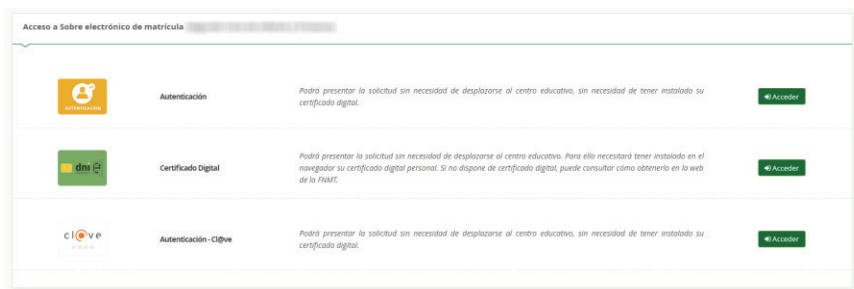 Acceso a Sobre electrónico de matrícula
AUTENTICACIÓN
Autenticación
Podrá presentar la solicitud sin necesidad de desplazarse al centro educativo, sin necesidad de tener instalado su
certificado digital.
Acceder
dni e
Certificado Digital
Podrá presentar la solicitud sin necesidad de desplazarse al centro educativo. Para ello necesitará tener instalado en el
navegador su certificado digital personal. Si no dispone de certificado digital, puede consultar cómo obtenerlo en la web
de la FNMT.
Acceder
cl@ve
Autenticación - Cl@ve
Podrá presentar la solicitud sin necesidad de desplazarse al centro educativo, sin necesidad de tener instalado su
certificado digital.
Acceder